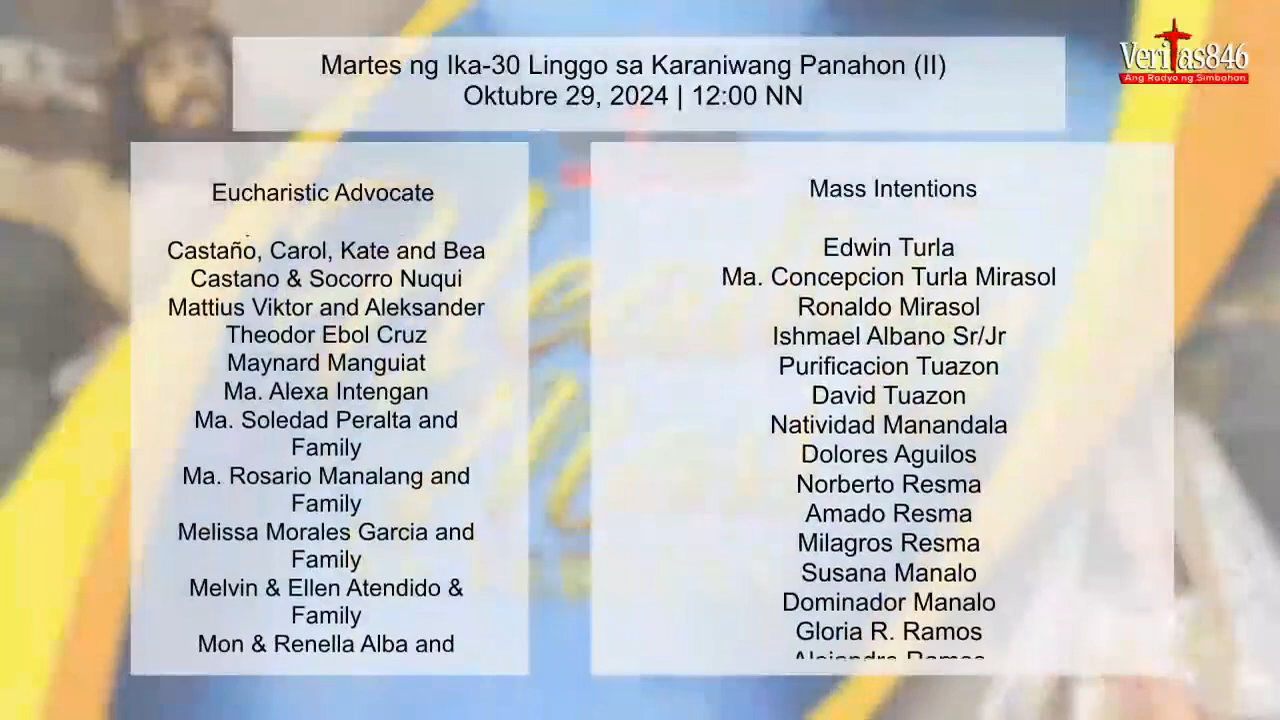 Martes ng Ika-30 Linggo sa Karaniwang Panahon (II)
Oktubre 29, 2024 | 12:00 NN
Veritas846
Ang Radyo ng Simbahan
Eucharistic Advocate
Castaño, Carol, Kate and Bea
Castano & Socorro Nuqui
Mattius Viktor and Aleksander
Theodor Ebol Cruz
Maynard Manguiat
Ma. Alexa Intengan
Ma. Soledad Peralta and
Family
Ma. Rosario Manalang and
Family
Melissa Morales Garcia and
Family
Melvin & Ellen Atendido &
Family
Mon & Renella Alba and
Mass Intentions
Edwin Turla
Ma. Concepcion Turla Mirasol
Ronaldo Mirasol
Ishmael Albano Sr/Jr
Purificacion Tuazon
David Tuazon
Natividad Manandala
Dolores Aguilos
Norberto Resma
Amado Resma
Milagros Resma
Susana Manalo
Dominador Manalo
Gloria R. Ramos
Ramos